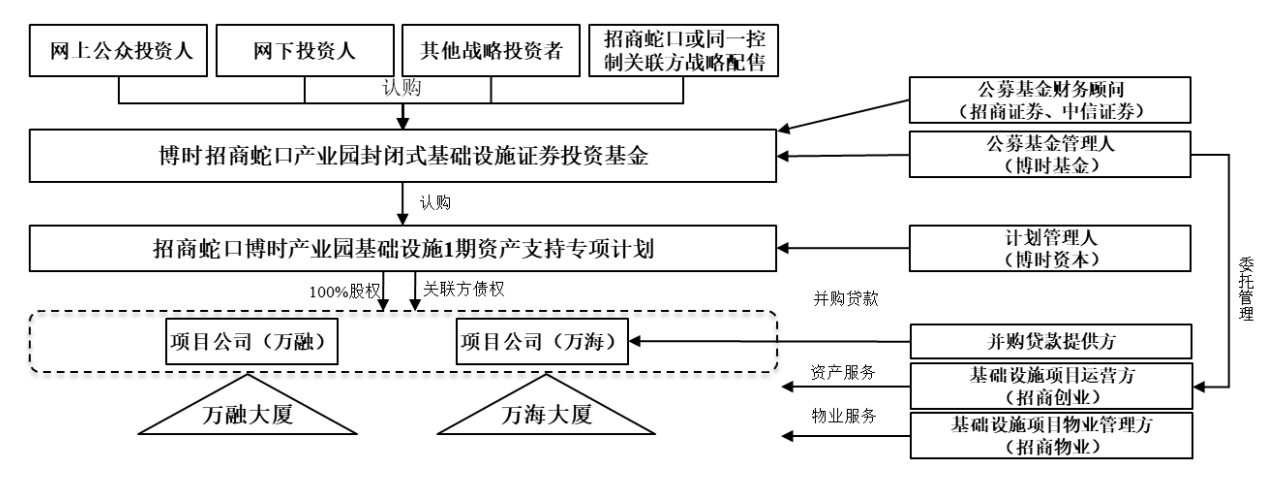 网上公众投资人
网下投资人
其他战略投资者
招商蛇口或同一控
制关联方战略配售
认购
公募基金财务顾问
（招商证券、中信证券）
博时招商蛇口产业园封闭式基础设施证券投资基金
公募基金管理人
（博时基金）
认购
招商蛇口博时产业园基础设施1期资产支持专项计划
计划管理人
（博时资本）
委托管理
100%股权
关联方债权
并购贷款
项目公司（万融）
项目公司（万海）
并购贷款提供方
资产服务
基础设施项目运营方
（招商创业）
万融大厦
万海大厦
物业服务
基础设施项目物业管理方
（招商物业）